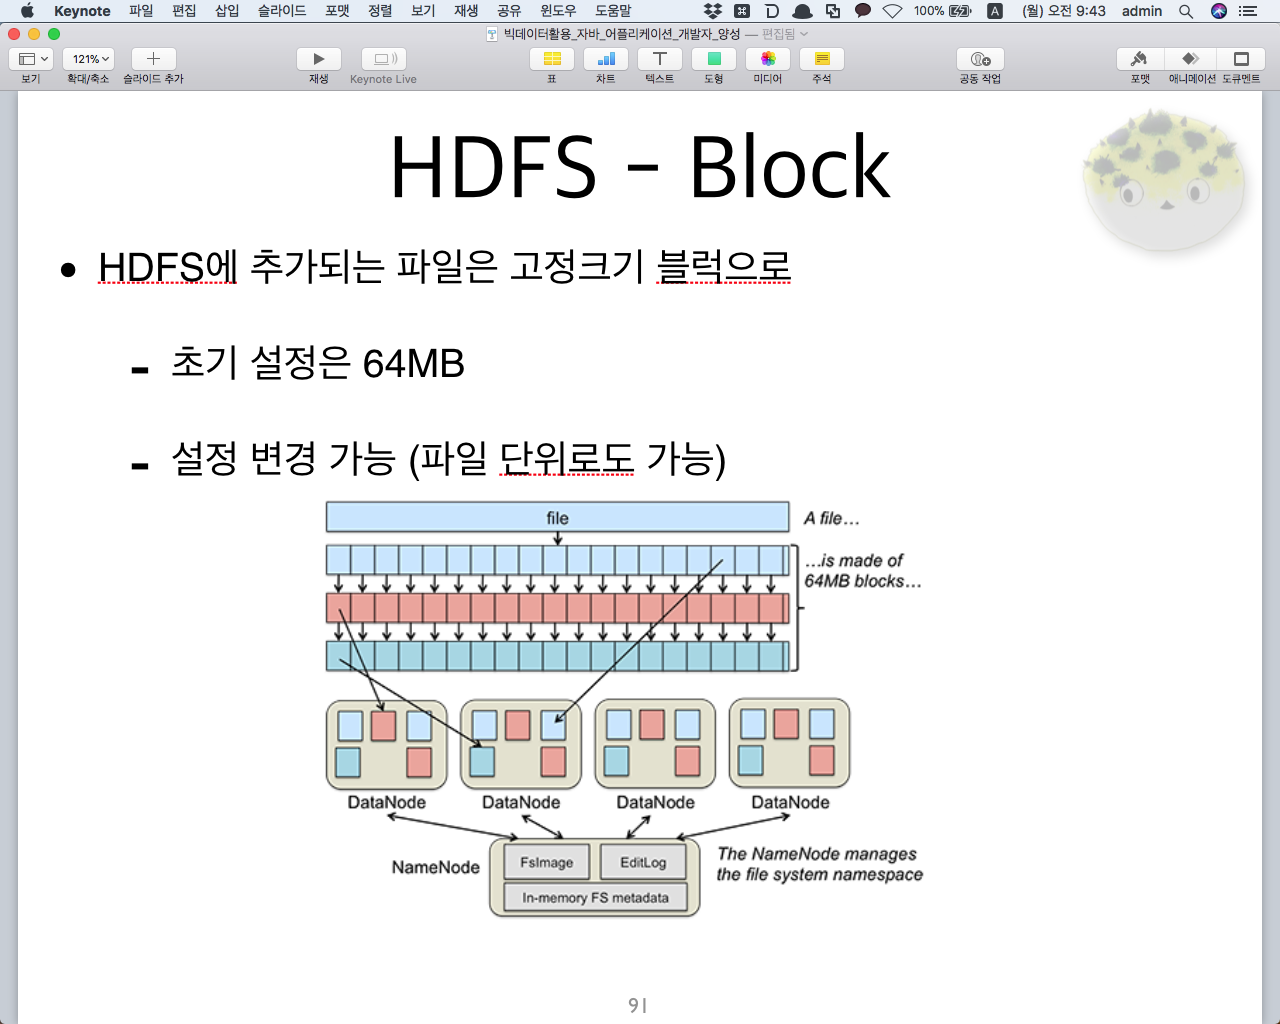 Keynote 파일 편집 삽입 슬라이드 포맷 정렬 보기 재생 공유 윈도우 도움말 100% A (월) 오전 9:43 admin
빅데이터활용_자바_어플리케이션_개발자_양성 — 편집됨
121%
보기 확대/축소 슬라이드 추가 재생 Keynote Live 표 차트 텍스트 도형 미디어 주석 공동 작업 포맷 애니메이션 도큐멘트
HDFS - Block
• HDFS에 추가되는 파일은 고정크기 블럭으로
- 초기 설정은 64MB
- 설정 변경 가능 (파일 단위로도 가능)
file
A file...
...is made of
64MB blocks...
DataNode DataNode DataNode DataNode
NameNode
FsImage EditLog
In-memory FS metadata
The NameNode manages
the file system namespace
91